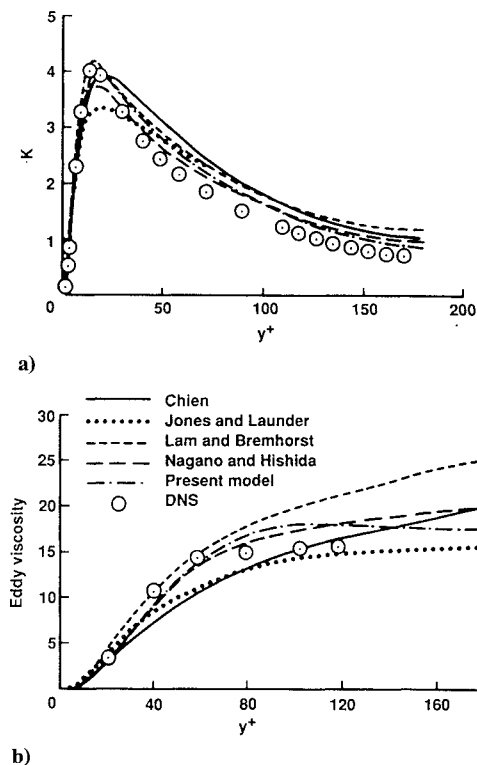 5
4
3
2
1
0
K
0
50
100
150
200
y+
a)
Chien
Jones and Launder
Lam and Bremhorst
Nagano and Hishida
Present model
DNS
30
25
20
15
10
5
0
Eddy viscosity
40
80
120
160
y+
b)